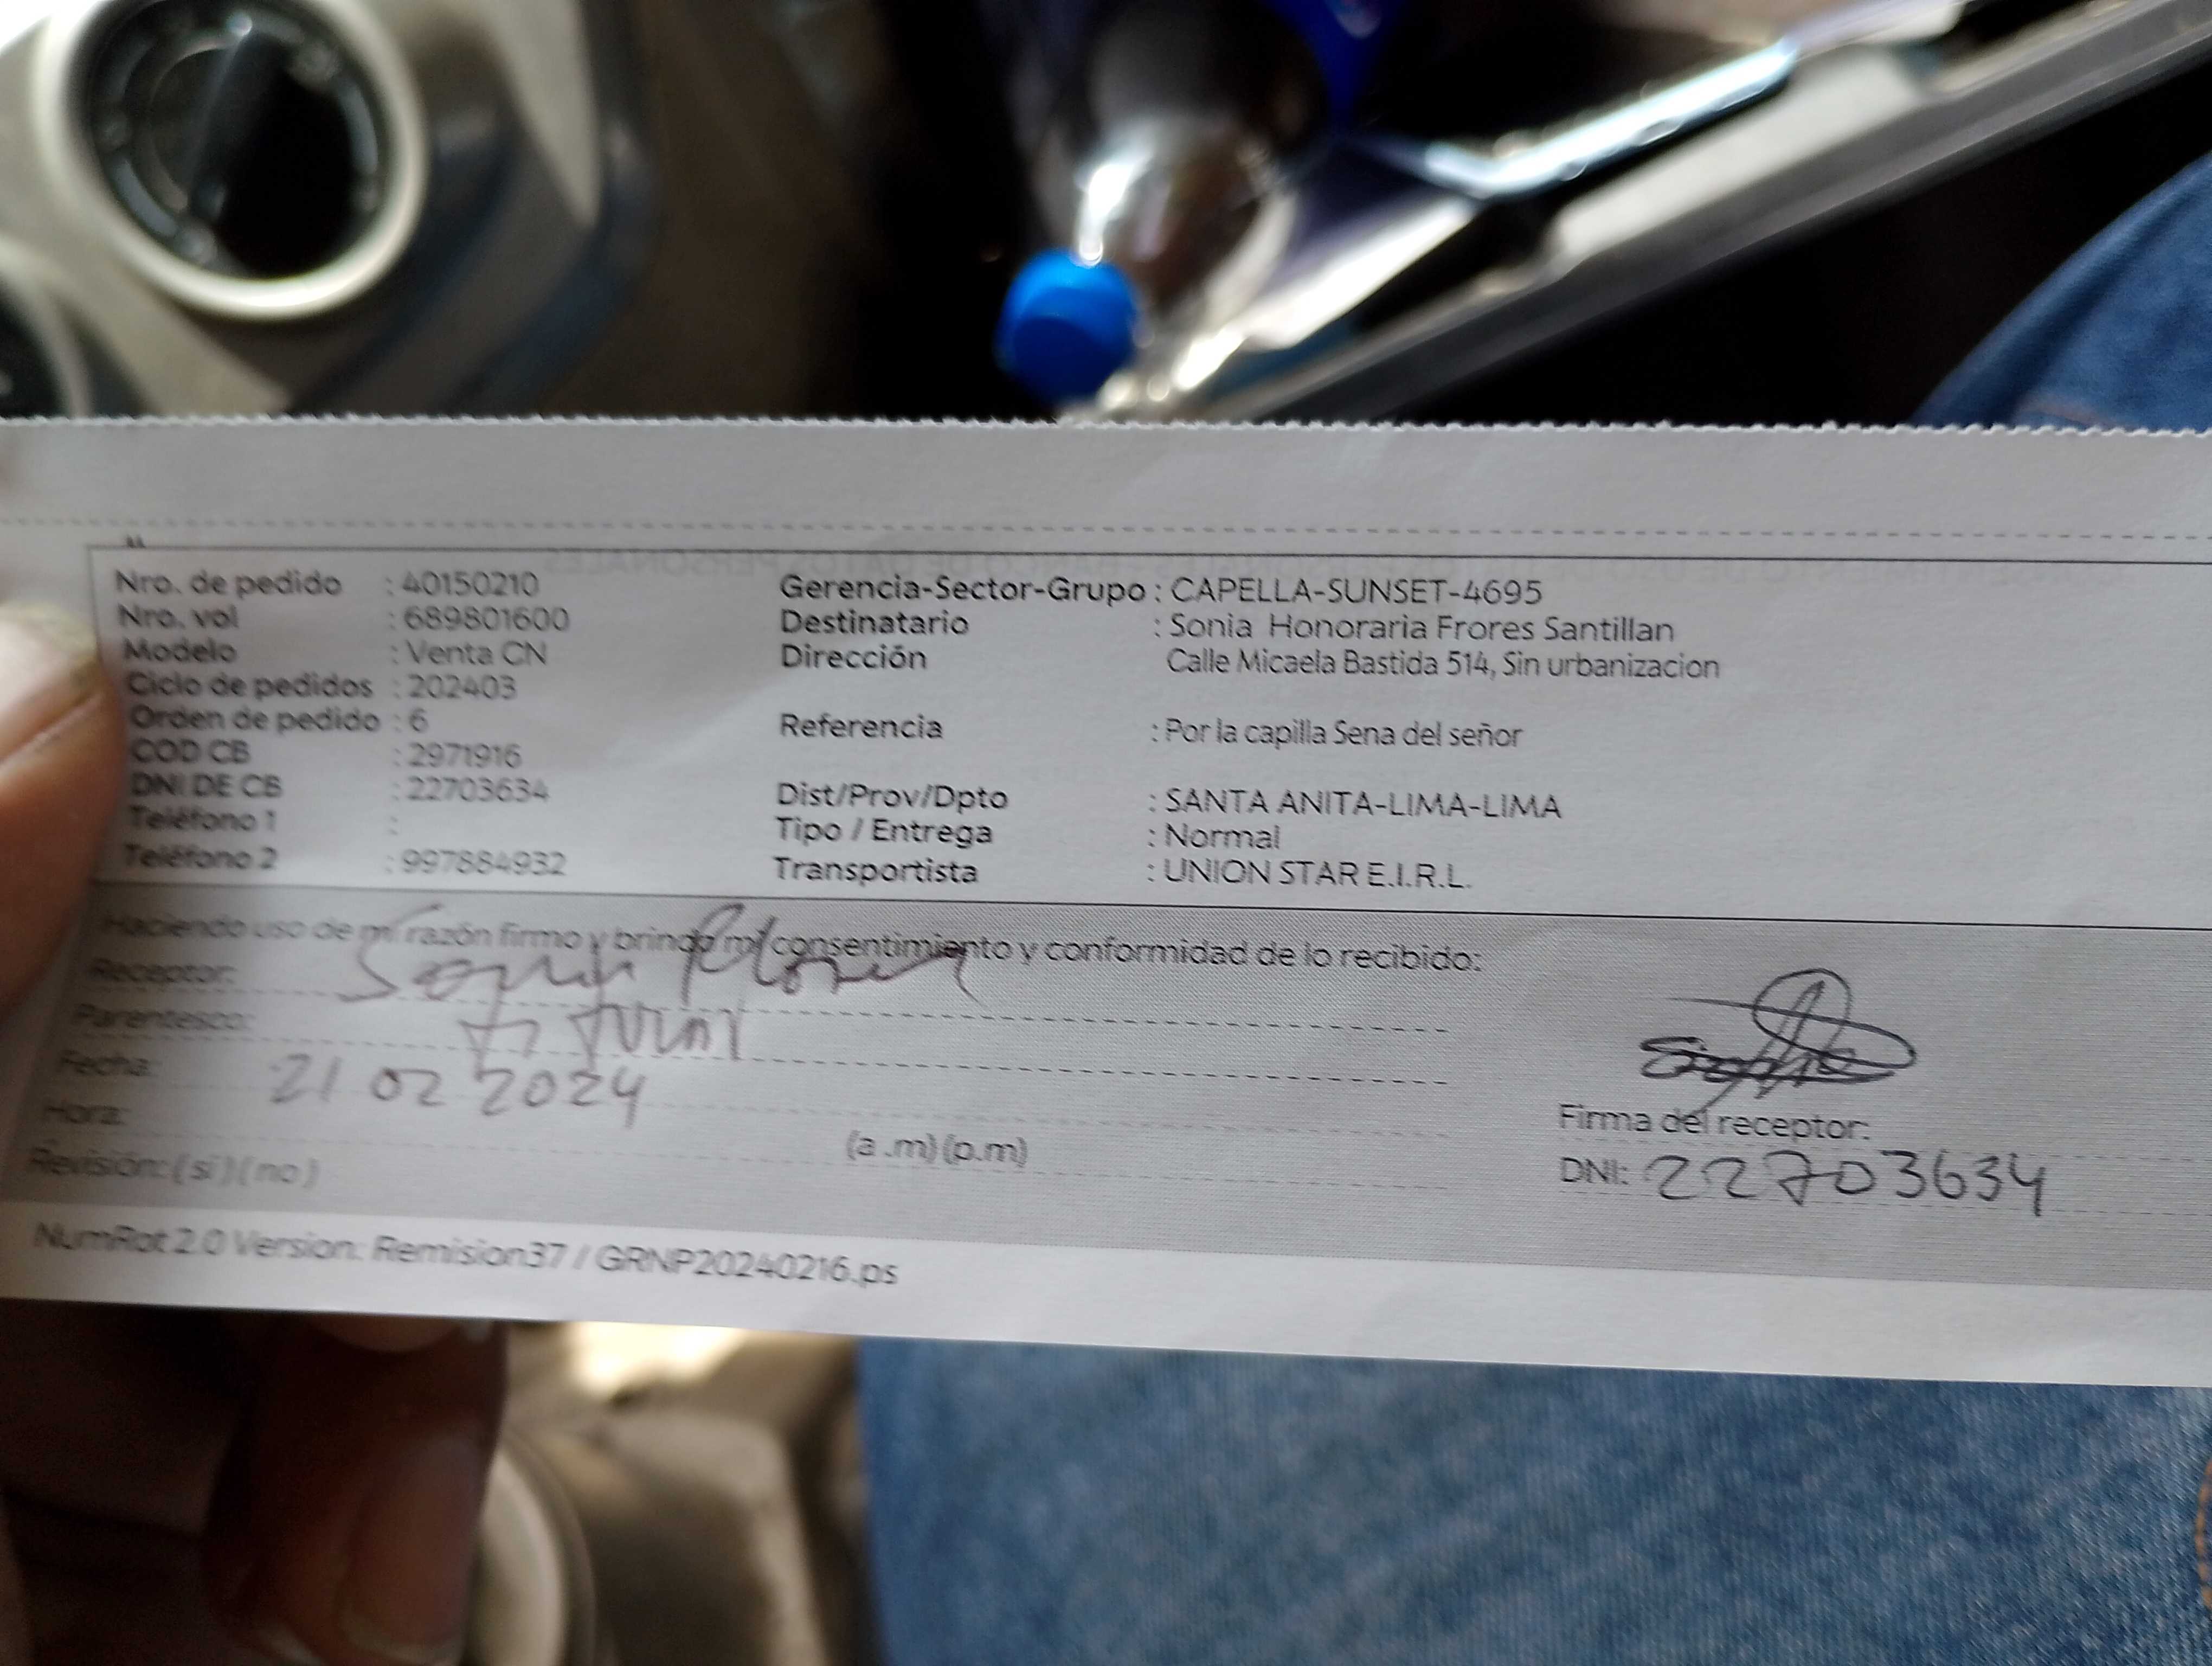 Nro. de pedido : 40150210
Nro. vol : 689801600
Modelo : Venta CN
Ciclo de pedidos : 202403
Orden de pedido : 6
COD CB : 2971916
DNI DE CB : 22703634
Teléfono 1 :
Teléfono 2 : 997884932
Gerencia-Sector-Grupo : CAPELLA-SUNSET-4695
Destinatario : Sonia Honoraria Frores Santillan
Dirección Calle Micaela Bastida 514, Sin urbanizacion
Referencia : Por la capilla Sena del señor
Dist/Prov/Dpto : SANTA ANITA-LIMA-LIMA
Tipo / Entrega : Normal
Transportista : UNION STAR E.I.R.L.
Haciendo uso de mi razón firmo y brindo mi consentimiento y conformidad de lo recibido:
Receptor: Sonia Flores
Parentesco:
Fecha: 21 02 2024
Hora: (a .m) (p.m)
Revisión: ( si ) ( no )
Firma del receptor:
DNI: 22703634
NumRot 2.0 Version: Remision37 / GRNP20240216.ps